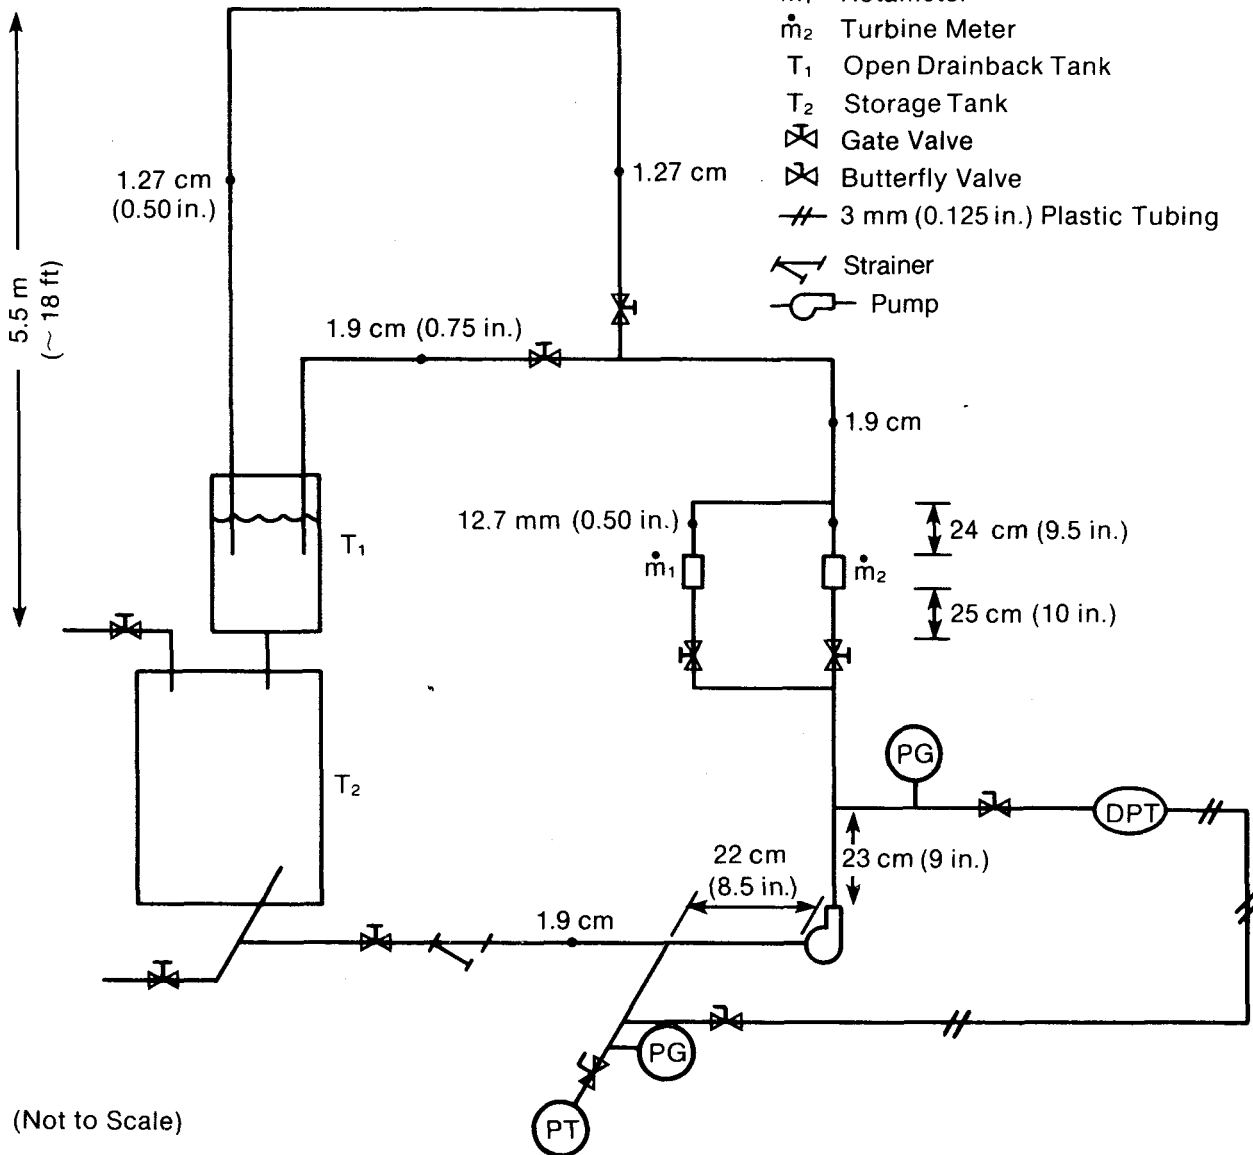 ṁ₂ Turbine Meter
T₁ Open Drainback Tank
T₂ Storage Tank
Gate Valve
Butterfly Valve
3 mm (0.125 in.) Plastic Tubing
Strainer
Pump
5.5 m
(~ 18 ft)
1.27 cm
(0.50 in.)
1.27 cm
1.9 cm (0.75 in.)
1.9 cm
12.7 mm (0.50 in.)
24 cm (9.5 in.)
T₁
ṁ₁
ṁ₂
25 cm (10 in.)
PG
T₂
DPT
22 cm
(8.5 in.)
23 cm (9 in.)
1.9 cm
PG
PT
(Not to Scale)